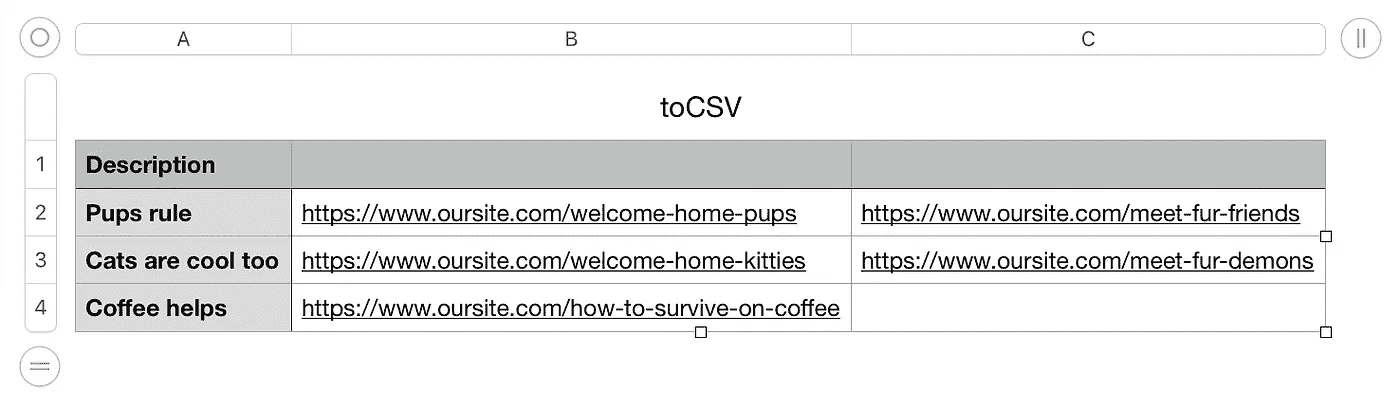 A B C
toCSV
1 Description
2 Pups rule https://www.oursite.com/welcome-home-pups https://www.oursite.com/meet-fur-friends
3 Cats are cool too https://www.oursite.com/welcome-home-kitties https://www.oursite.com/meet-fur-demons
4 Coffee helps https://www.oursite.com/how-to-survive-on-coffee